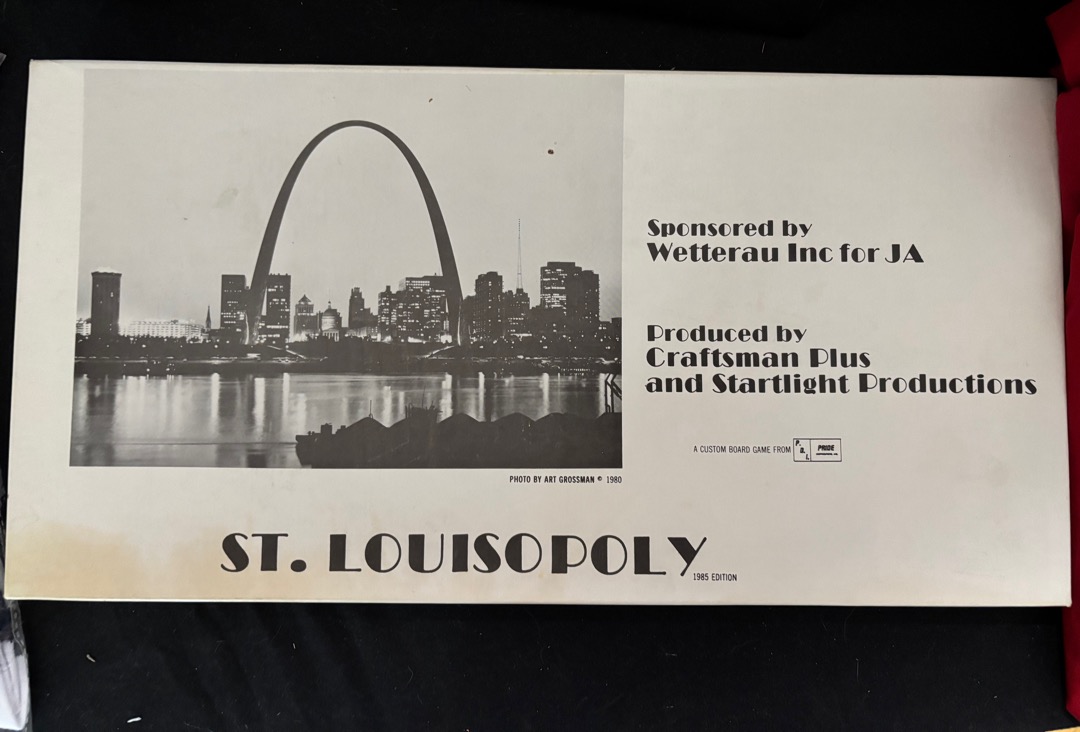 Sponsored by
Wetterau Inc for JA
Produced by
Craftsman Plus
and Startlight Productions
A CUSTOM BOARD GAME FROM P.D.I. PRIDE
PHOTO BY ART GROSSMAN © 1980
ST. LOUISOPOLY
1985 EDITION